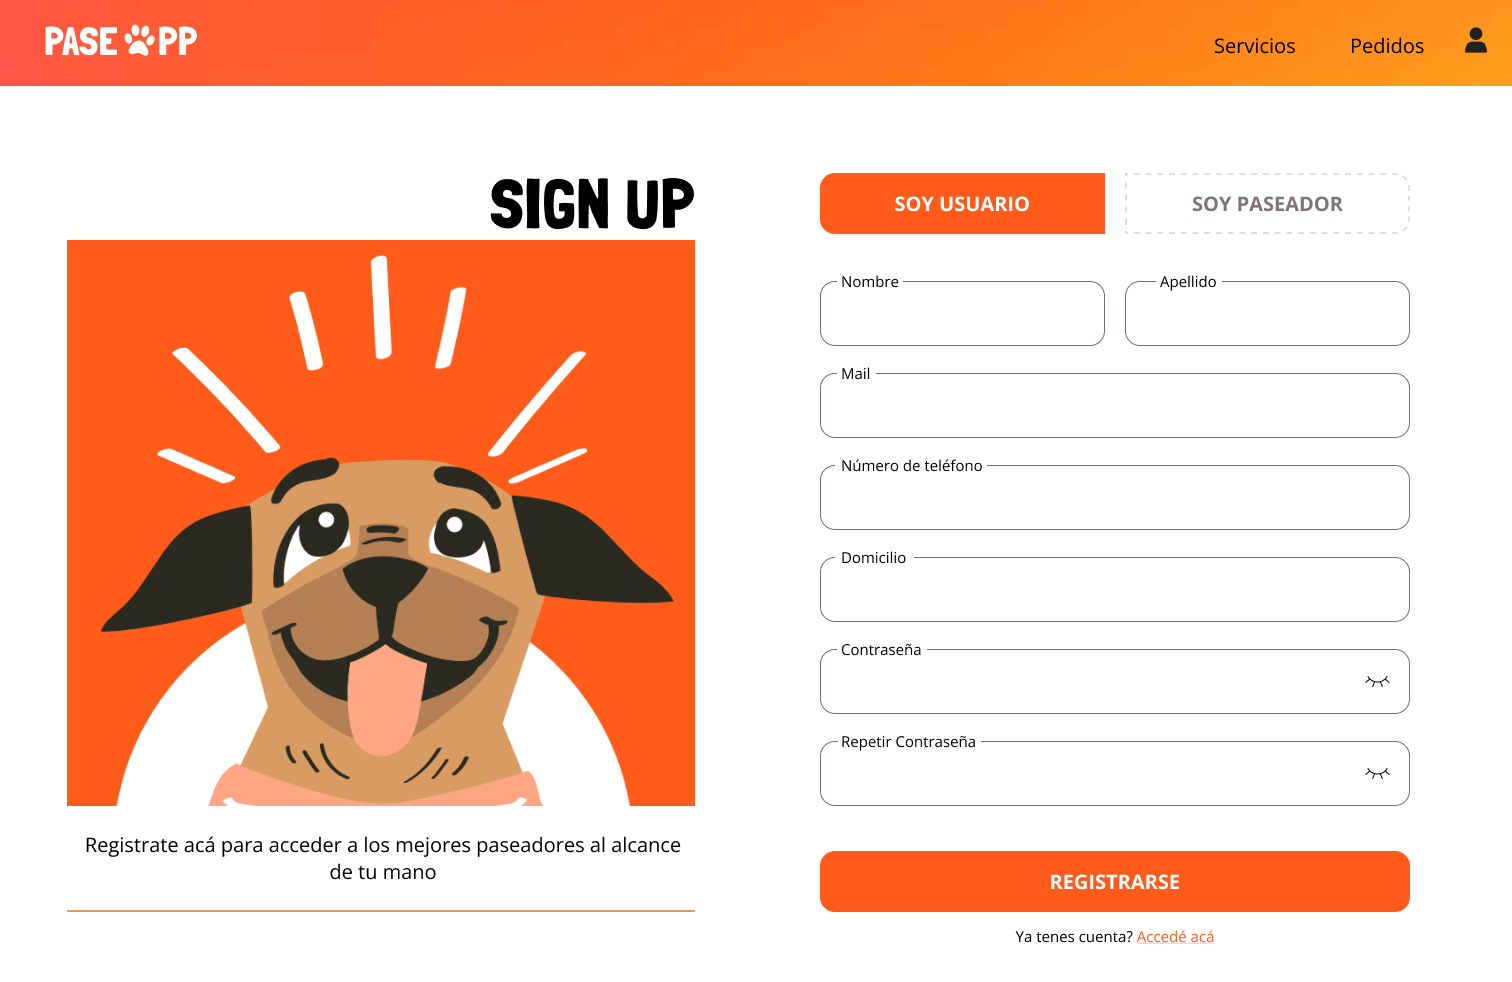 PASE PP
Servicios
Pedidos
SIGN UP
Registrate acá para acceder a los mejores paseadores al alcance
de tu mano
SOY USUARIO
SOY PASEADOR
Nombre
Apellido
Mail
Número de teléfono
Domicilio
Contraseña
Repetir Contraseña
REGISTRARSE
Ya tenes cuenta? Accedé acá